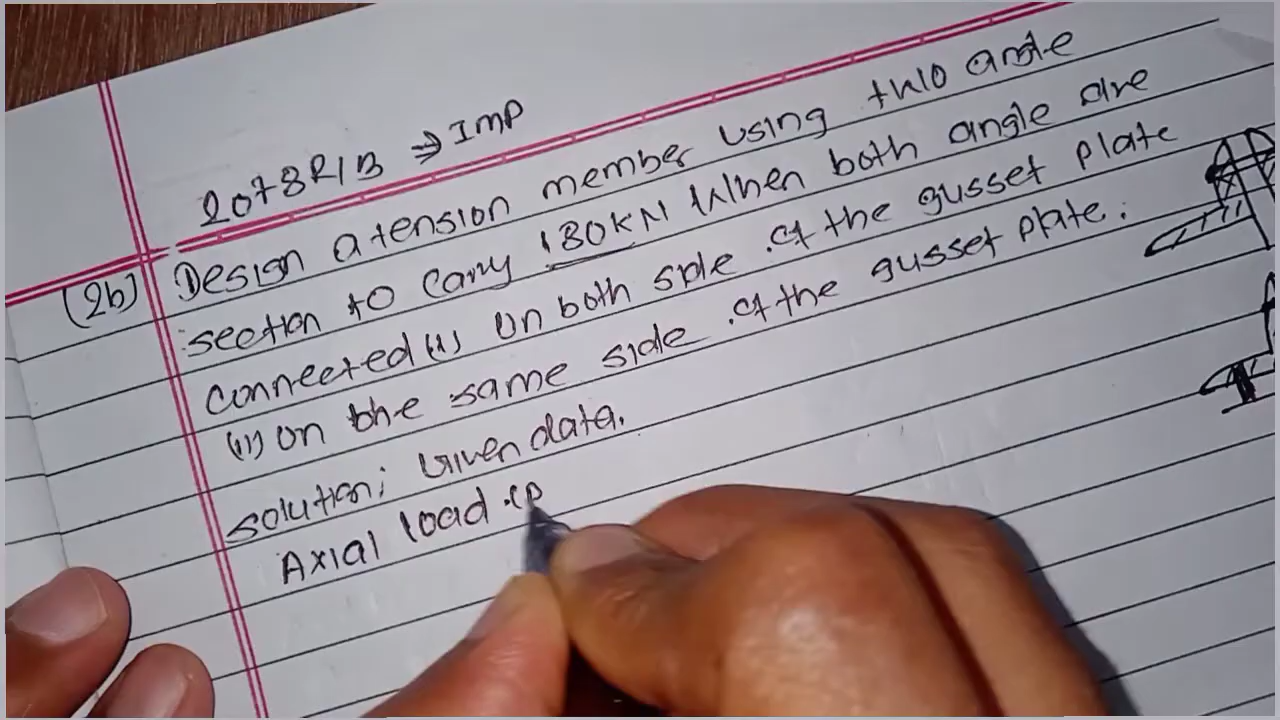 2078 R/B ⇒ IMP
(2b) Design a tension member using two angle
section to carry 180KN When both angle are
connected (i) on both side of the gusset plate
(ii) on the same side of the gusset plate.
solution; Given data.
Axial load (P